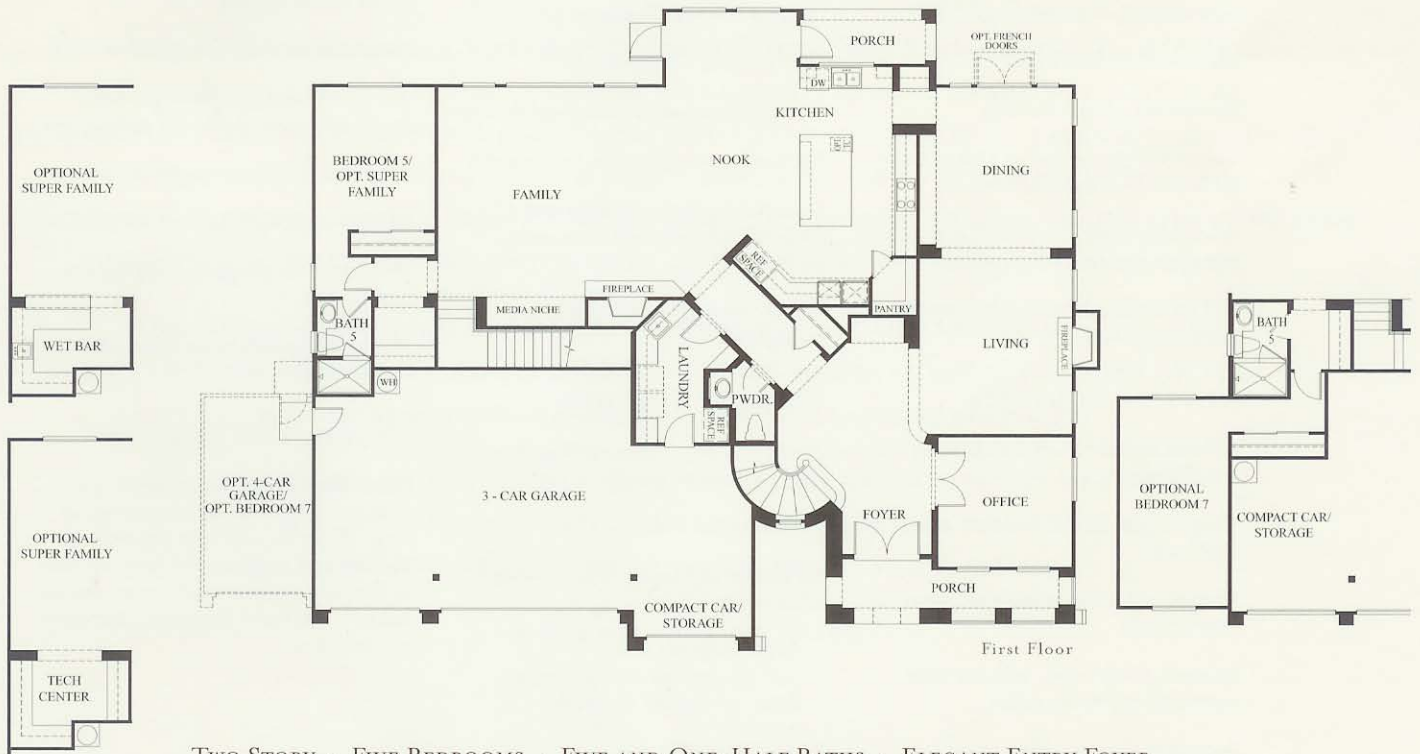 PORCH
OPT. FRENCH
DOORS
DW
KITCHEN
OPTIONAL
SUPER FAMILY
BEDROOM 5/
OPT. SUPER
FAMILY
FAMILY
NOOK
DINING
REF
SPACE
FIREPLACE
MEDIA NICHE
PANTRY
LIVING
FIREPLACE
BATH
5
WET BAR
LAUNDRY
WH
PWDR.
REF
SPACE
BATH
5
OPT. 4-CAR
GARAGE/
OPT. BEDROOM 7
3 - CAR GARAGE
FOYER
OFFICE
OPTIONAL
BEDROOM 7
COMPACT CAR/
STORAGE
OPTIONAL
SUPER FAMILY
COMPACT CAR/
STORAGE
PORCH
First Floor
TECH
CENTER
TWO STORY FIVE BEDROOMS FIVE AND ONE-HALF BATHS ELEGANT ENTRY FOYER